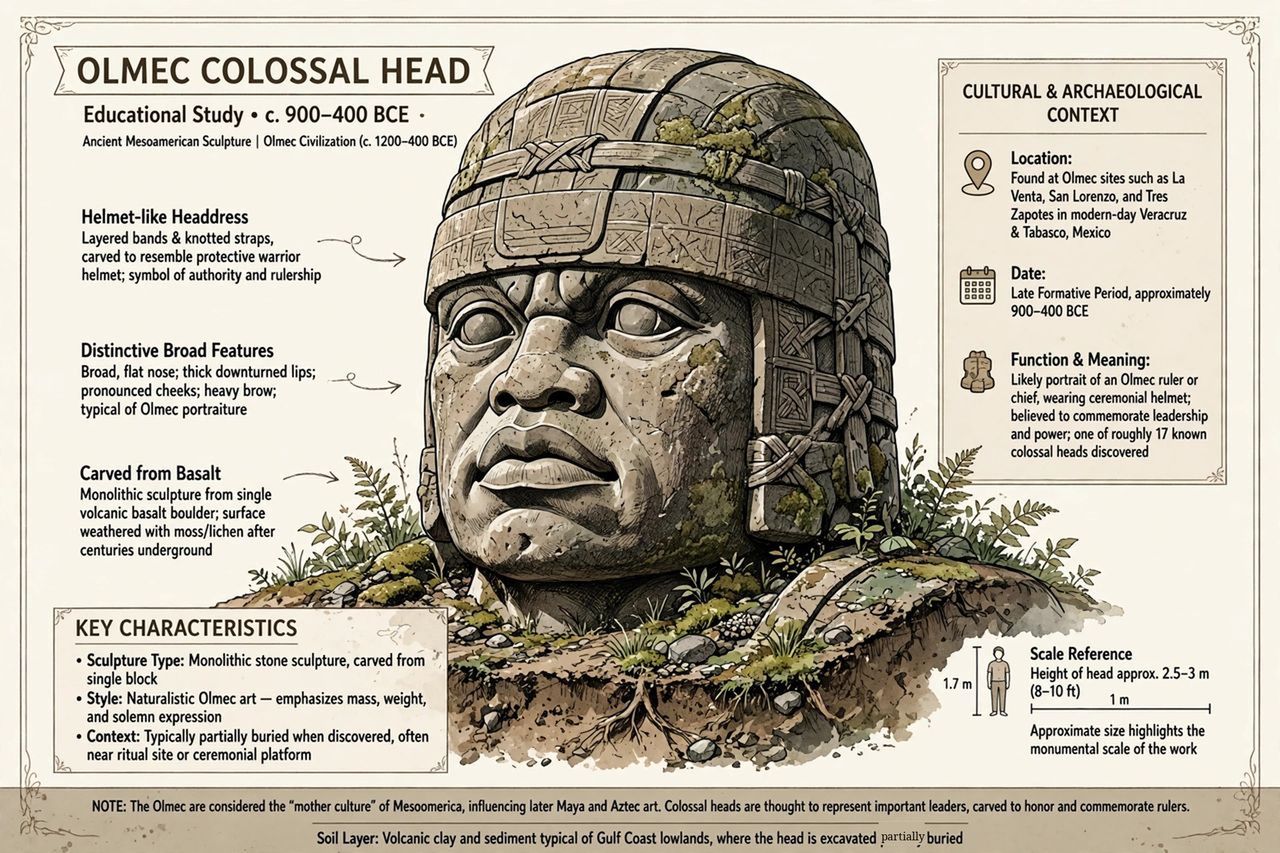 OLMEC COLOSSAL HEAD
Educational Study • c. 900–400 BCE •
Ancient Mesoamerican Sculpture | Olmec Civilization (c. 1200–400 BCE)
Helmet-like Headdress
Layered bands & knotted straps,
carved to resemble protective warrior
helmet; symbol of authority and rulership
Distinctive Broad Features
Broad, flat nose; thick downturned lips;
pronounced cheeks; heavy brow;
typical of Olmec portraiture
Carved from Basalt
Monolithic sculpture from single
volcanic basalt boulder; surface
weathered with moss/lichen after
centuries underground
KEY CHARACTERISTICS
• Sculpture Type: Monolithic stone sculpture, carved from
single block
• Style: Naturalistic Olmec art — emphasizes mass, weight,
and solemn expression
• Context: Typically partially buried when discovered, often
near ritual site or ceremonial platform
CULTURAL & ARCHAEOLOGICAL
CONTEXT
Location:
Found at Olmec sites such as La
Venta, San Lorenzo, and Tres
Zapotes in modern-day Veracruz
& Tabasco, Mexico
Date:
Late Formative Period, approximately
900–400 BCE
Function & Meaning:
Likely portrait of an Olmec ruler or
chief, wearing ceremonial helmet;
believed to commemorate leadership
and power; one of roughly 17 known
colossal heads discovered
1.7 m
Scale Reference
Height of head approx. 2.5–3 m
(8–10 ft)
1 m
Approximate size highlights the
monumental scale of the work
NOTE: The Olmec are considered the “mother culture” of Mesoomerica, influencing later Maya and Aztec art. Colossal heads are thought to represent important leaders, carved to honor and commemorate rulers.
Soil Layer: Volcanic clay and sediment typical of Gulf Coast lowlands, where the head is excavated partially buried